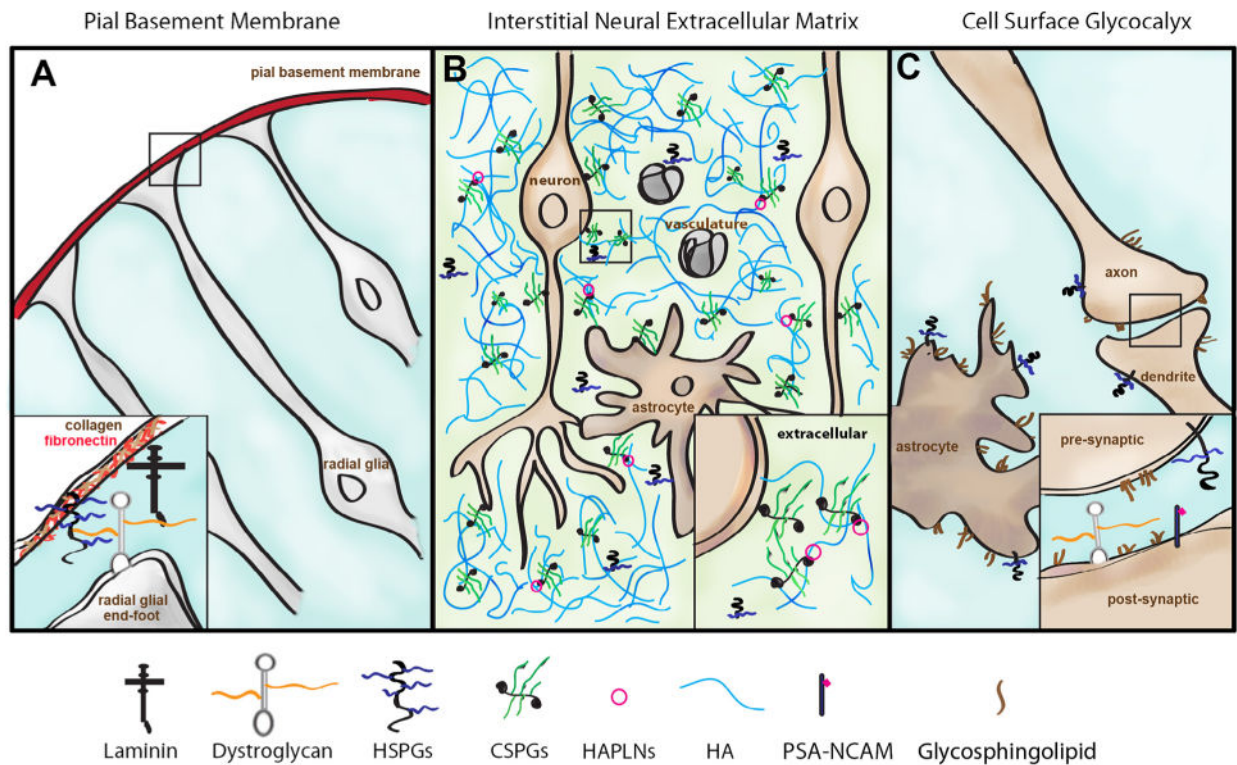 Pial Basement Membrane
Interstitial Neural Extracellular Matrix
Cell Surface Glycocalyx
A
pial basement membrane
radial glia
collagen
fibronectin
radial glial
end-foot
B
neuron
vasculature
astrocyte
extracellular
C
axon
dendrite
astrocyte
pre-synaptic
post-synaptic
Laminin
Dystroglycan
HSPGs
CSPGs
HAPLNs
HA
PSA-NCAM
Glycosphingolipid